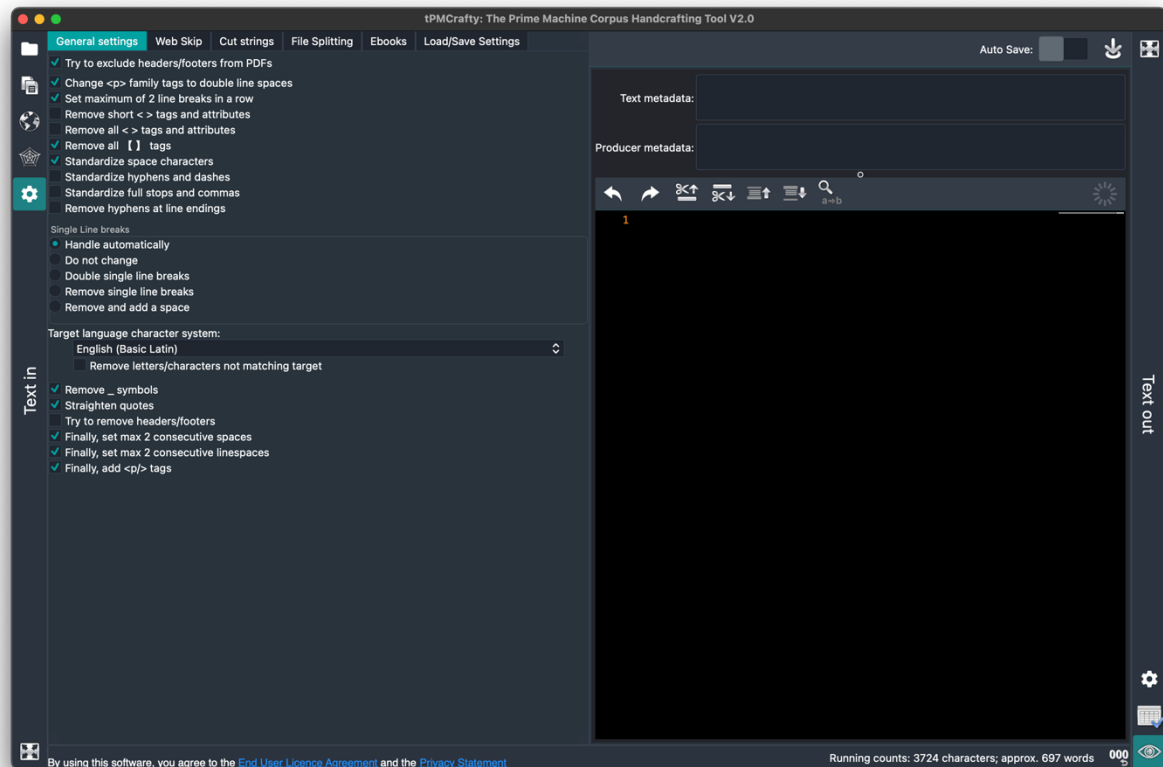 tPMCrafty: The Prime Machine Corpus Handcrafting Tool V2.0
General settings
Web Skip
Cut strings
File Splitting
Ebooks
Load/Save Settings
Auto Save:
Try to exclude headers/footers from PDFs
Change <p> family tags to double line spaces
Set maximum of 2 line breaks in a row
Remove short < > tags and attributes
Remove all < > tags and attributes
Remove all 【 】 tags
Standardize space characters
Standardize hyphens and dashes
Standardize full stops and commas
Remove hyphens at line endings
Single Line breaks
Handle automatically
Do not change
Double single line breaks
Remove single line breaks
Remove and add a space
Target language character system:
English (Basic Latin)
Remove letters/characters not matching target
Remove _ symbols
Straighten quotes
Try to remove headers/footers
Finally, set max 2 consecutive spaces
Finally, set max 2 consecutive linespaces
Finally, add <p/> tags
Text in
Text metadata:
Producer metadata:
a→b
1
Text out
By using this software, you agree to the End User Licence Agreement and the Privacy Statement
Running counts: 3724 characters; approx. 697 words
000